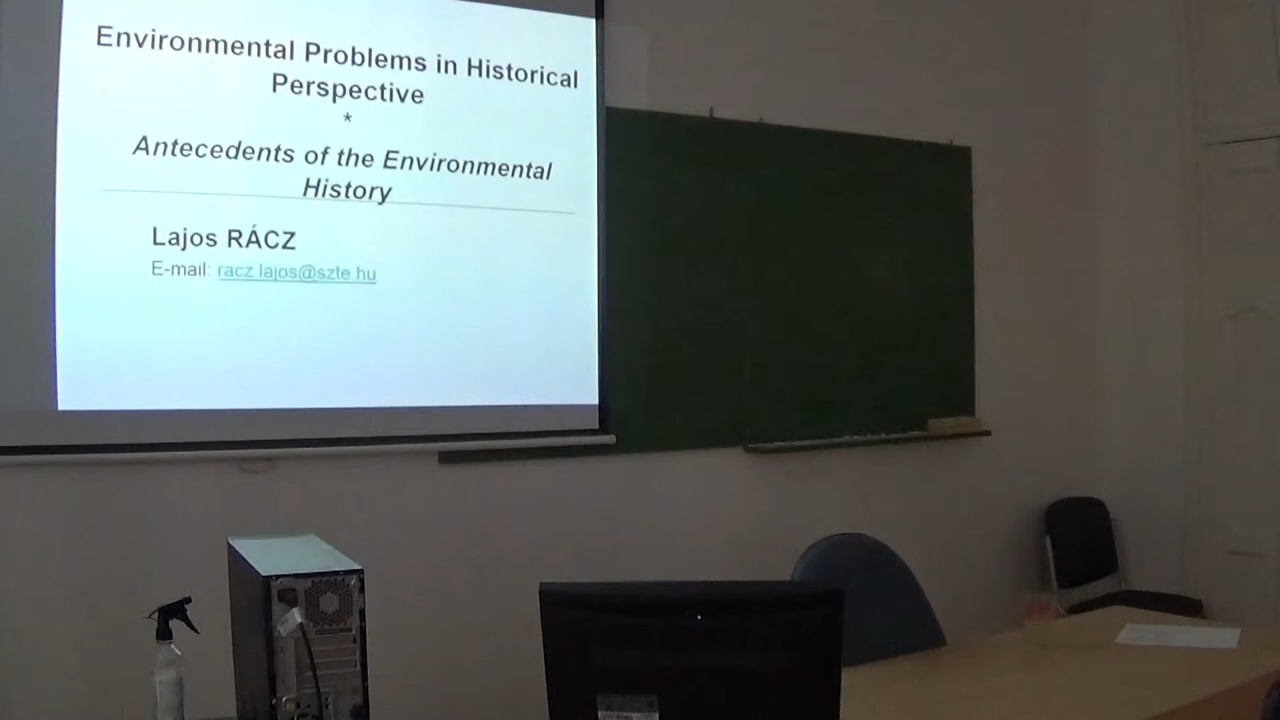 Environmental Problems in Historical
Perspective
*
Antecedents of the Environmental
History
Lajos RÁCZ
E-mail: racz.lajos@szte.hu